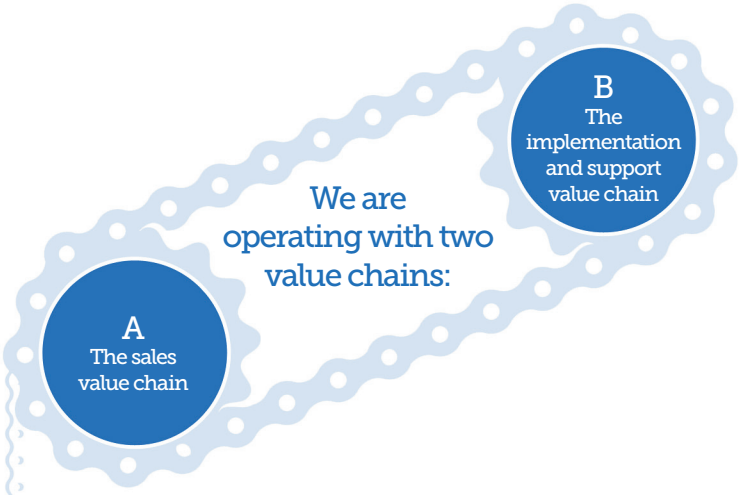 We are
operating with two
value chains:
A
The sales
value chain
B
The
implementation
and support
value chain